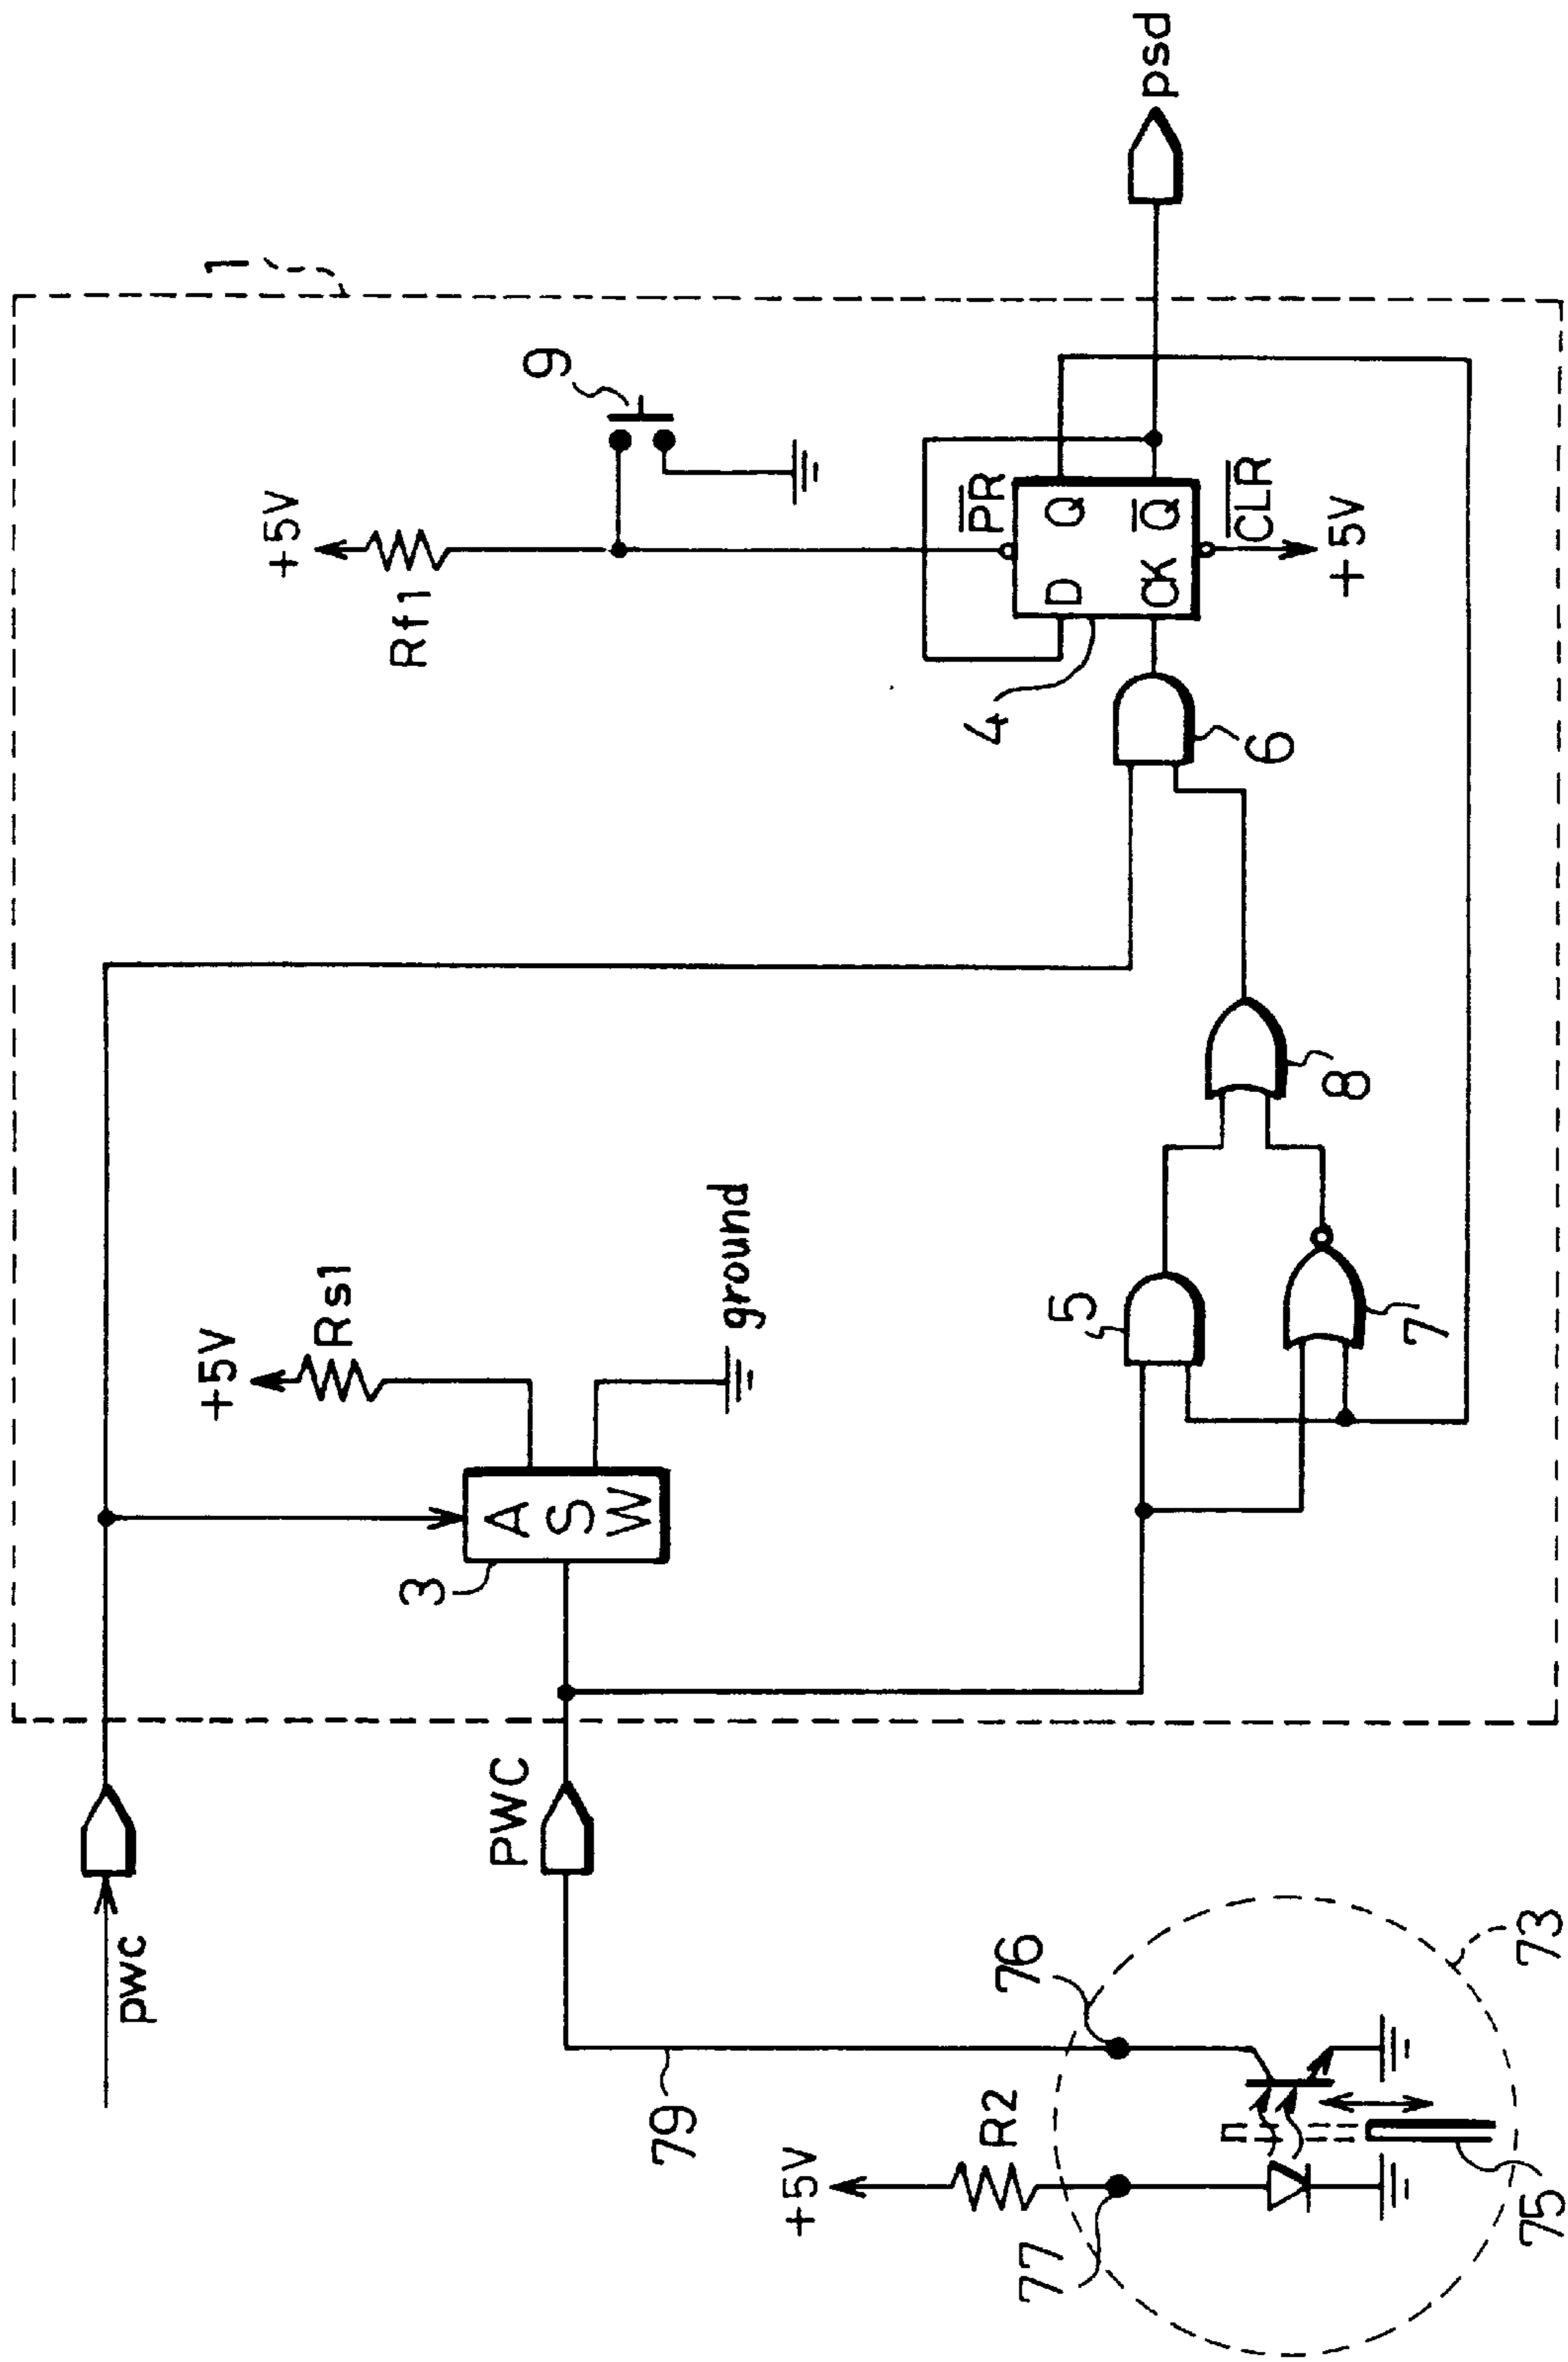 pwc
PWC
1
+5V
Rs1
A
S
W
3
ground
+5V
Rf1
9
PR
D
Q
CK
Q
CLR
+5V
4
6
psd
5
7
8
79
76
77
+5V
R2
73
75